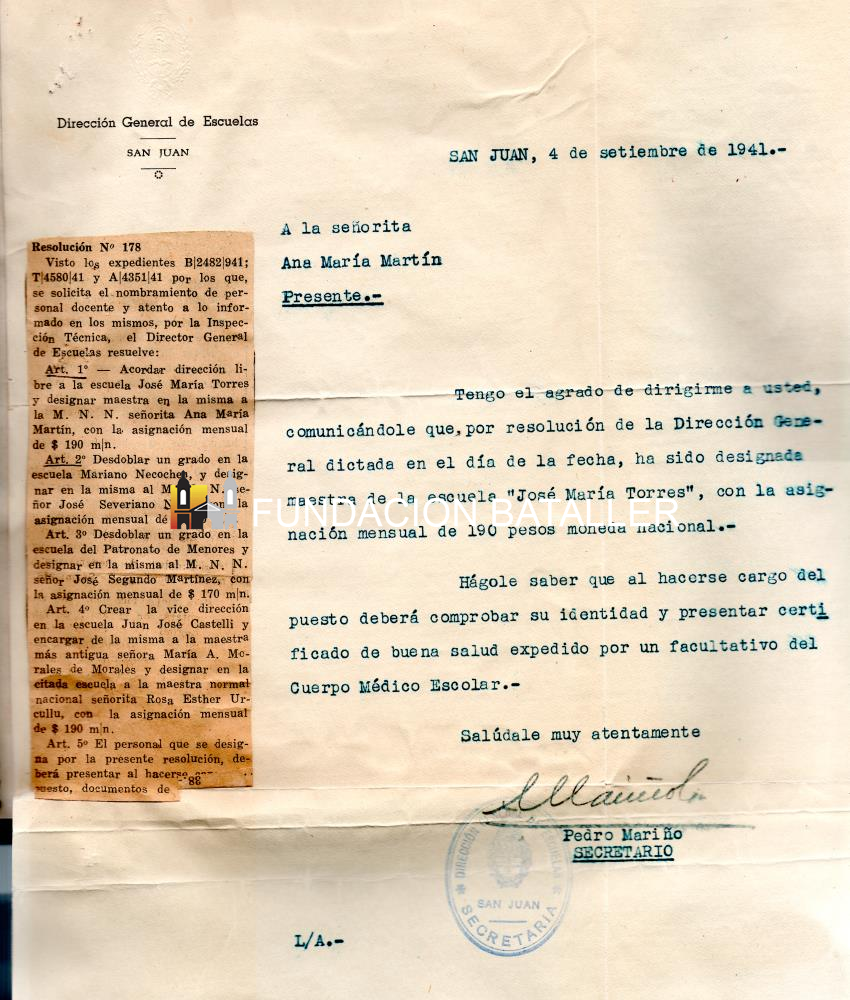 Dirección General de Escuelas
SAN JUAN
SAN JUAN, 4 de setiembre de 1941.-
A la señorita
Ana María Martín
Presente.-
Resolución Nº 178
Visto los expedientes B|2482|941;
T|4580|41 y A|4351|41 por los que,
se solicita el nombramiento de per-
sonal docente y atento a lo infor-
mado en los mismos, por la Inspec-
ción Técnica, el Director General
de Escuelas resuelve:
Art. 1º — Acordar dirección li-
bre a la escuela José María Torres
y designar maestra en la misma a
la M. N. N. señorita Ana María
Martín, con la asignación mensual
de $ 190 m|n.
Art. 2º Desdoblar un grado en la
escuela Mariano Necochea, y desig-
nar en la misma al M. N. se-
ñor José Severiano la
asignación mensual de
Art. 3º Desdoblar un grado en la
escuela del Patronato de Menores y
designar en la misma al M. N. N.
señor José Segundo Martínez, con
la asignación mensual de $ 170 m|n.
Art. 4º Crear la vice dirección
en la escuela Juan José Castelli y
encargar de la misma a la maestra
más antigua señora María A. Mo-
rales de Morales y designar en la
citada escuela a la maestra normal
nacional señorita Rosa Esther Ur-
cullu, con la asignación mensual
de $ 190 m|n.
Art. 5º El personal que se desig-
na por la presente resolución, de-
berá presentar al hacerse
puesto, documentos de
88
Tengo el agrado de dirigirme a usted,
comunicándole que, por resolución de la Dirección Gene-
ral dictada en el día de la fecha, ha sido designada
maestra de la escuela "José María Torres", con la asig-
nación mensual de 190 pesos moneda nacional.-
Hágole saber que al hacerse cargo del
puesto deberá comprobar su identidad y presentar certi
ficado de buena salud expedido por un facultativo del
Cuerpo Médico Escolar.-
Salúdale muy atentamente
Pedro Mariño
SECRETARIO
DIRECCIÓN ESCUELAS
SAN JUAN
SECRETARIA
L/A.-
FUNDACION BATALLER